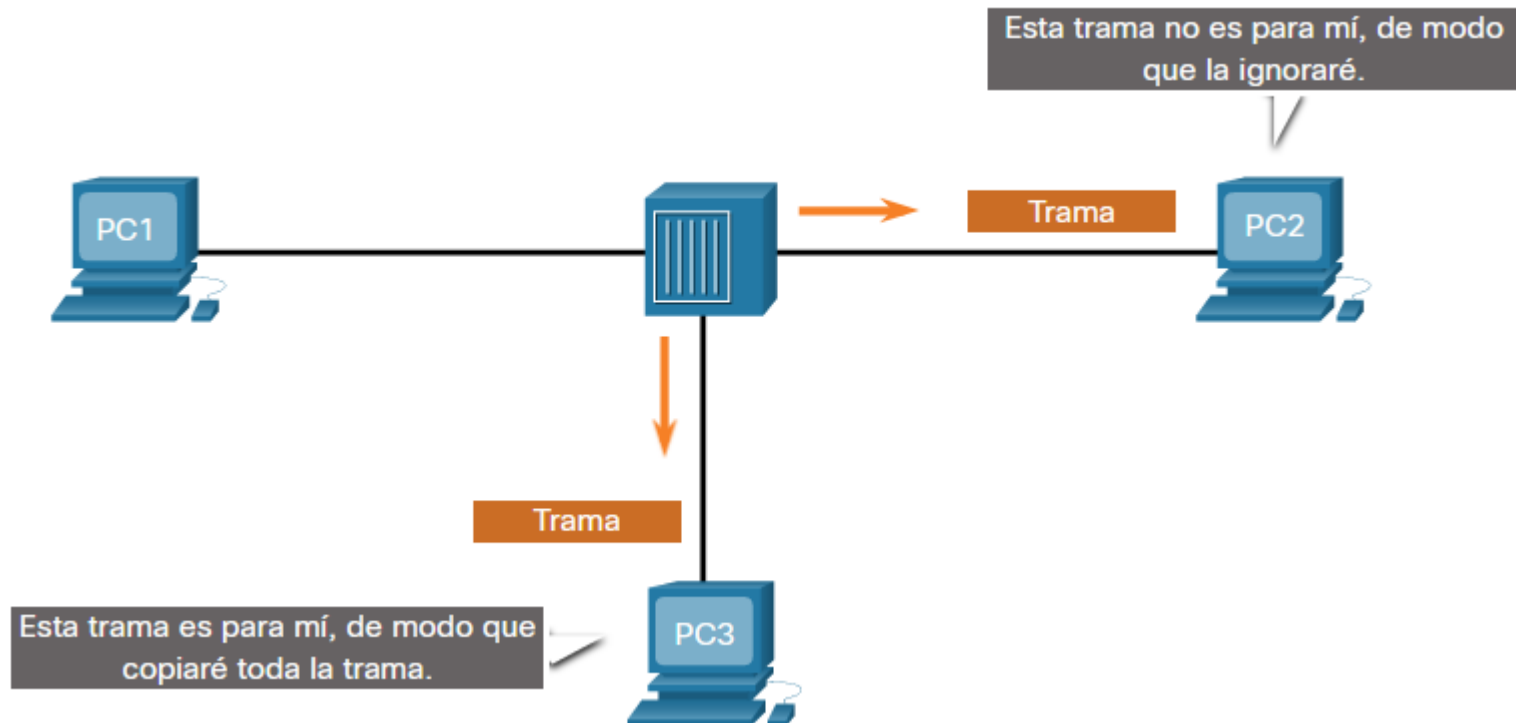 Esta trama no es para mí, de modo
que la ignoraré.
PC1
Trama
PC2
Trama
Esta trama es para mí, de modo que
copiaré toda la trama.
PC3